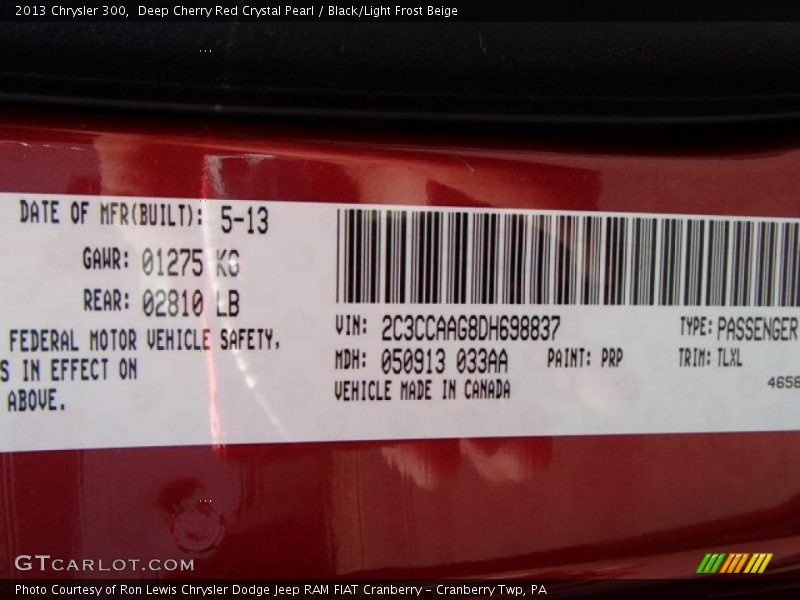 2013 Chrysler 300,  Deep Cherry Red Crystal Pearl / Black/Light Frost Beige
DATE OF MFR(BUILT): 5-13
GAWR: 01275 KG
REAR: 02810 LB
FEDERAL MOTOR VEHICLE SAFETY,
S IN EFFECT ON
ABOVE.
VIN: 2C3CCAAG8DH698837
TYPE: PASSENGER
MDH: 050913 033AA
PAINT: PRP
TRIM: TLXL
VEHICLE MADE IN CANADA
4658
GTCARLOT.COM
Photo Courtesy of Ron Lewis Chrysler Dodge Jeep RAM FIAT Cranberry - Cranberry Twp, PA